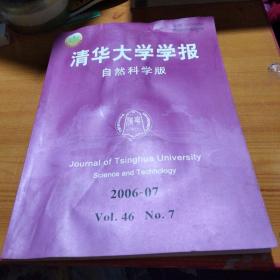 清华大学学报
自然科学版
Journal of Tsinghua University
Science and Technology
2006-07
Vol. 46 No. 7